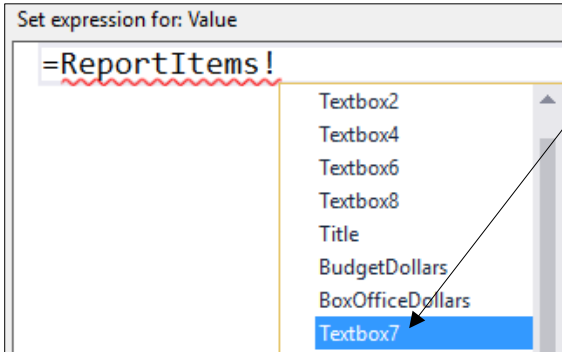 Set expression for: Value
=ReportItems!
Textbox2
Textbox4
Textbox6
Textbox8
Title
BudgetDollars
BoxOfficeDollars
Textbox7